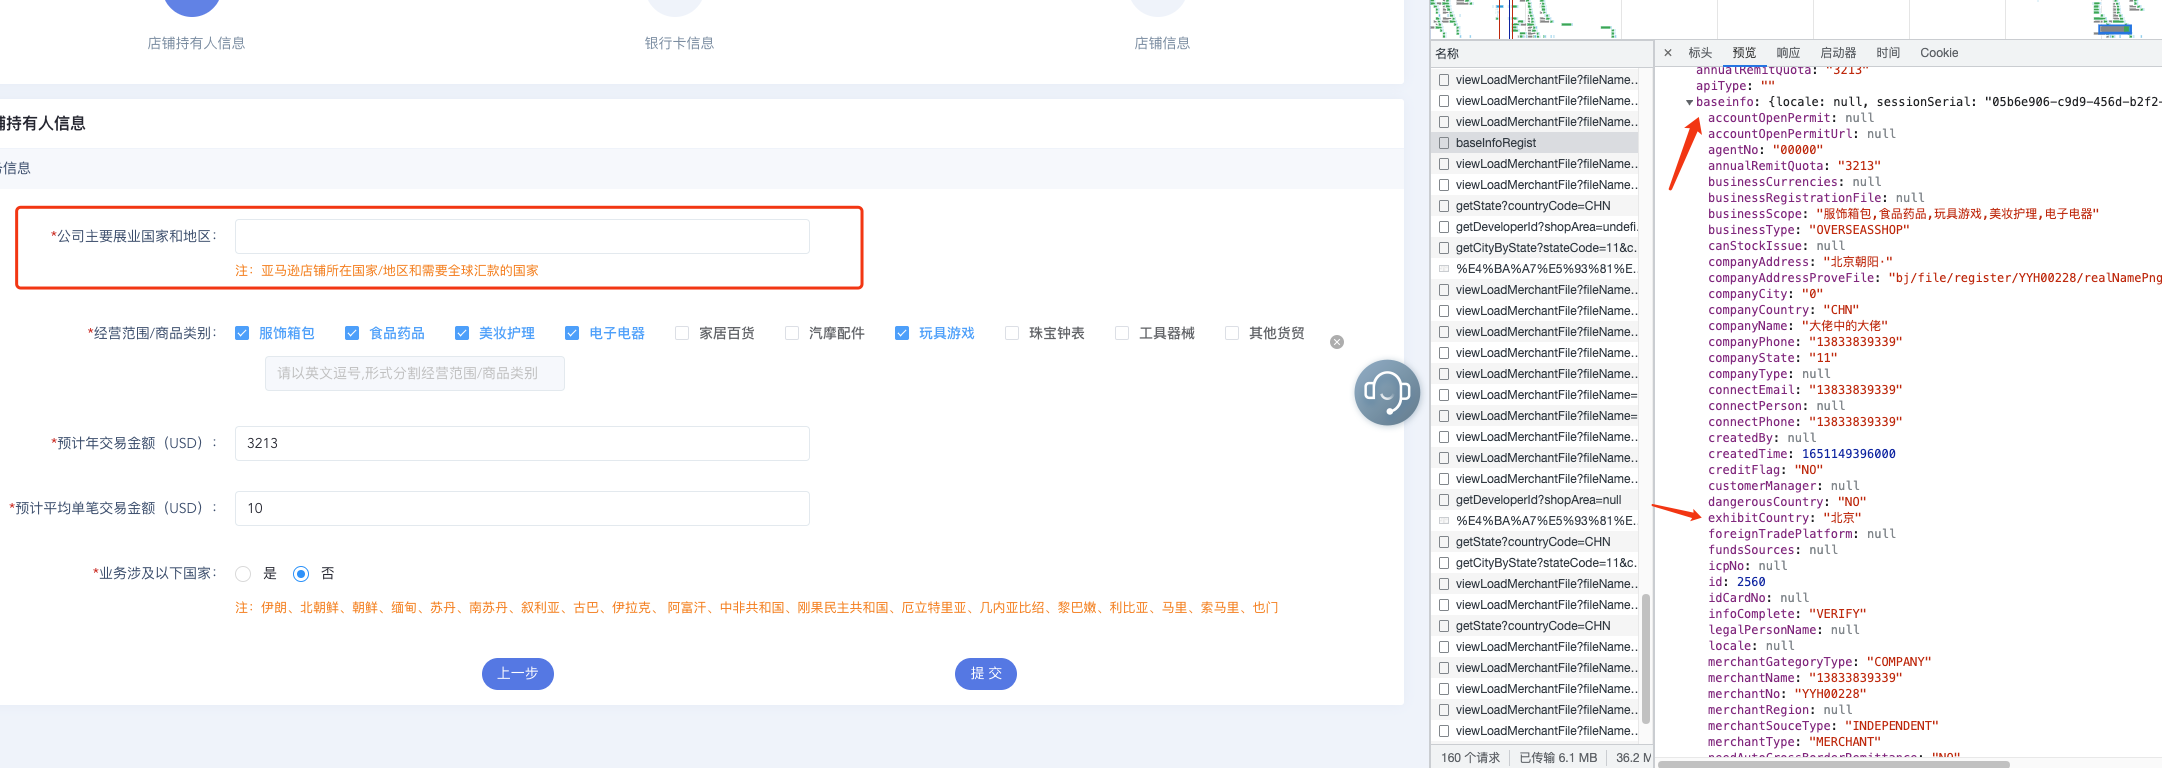 店铺持有人信息
银行卡信息
店铺信息
持有人信息
信息
*公司主要展业国家和地区：
注：亚马逊店铺所在国家/地区和需要全球汇款的国家
*经营范围/商品类别：
服饰箱包
食品药品
美妆护理
电子电器
家居百货
汽摩配件
玩具游戏
珠宝钟表
工具器械
其他货贸
请以英文逗号,形式分割经营范围/商品类别
*预计年交易金额（USD）：
3213
*预计平均单笔交易金额（USD）：
10
*业务涉及以下国家：
是
否
注：伊朗、北朝鲜、朝鲜、缅甸、苏丹、南苏丹、叙利亚、古巴、伊拉克、 阿富汗、中非共和国、刚果民主共和国、厄立特里亚、几内亚比绍、黎巴嫩、利比亚、马里、索马里、也门
上一步
提 交
名称
viewLoadMerchantFile?fileName...
viewLoadMerchantFile?fileName...
viewLoadMerchantFile?fileName...
baseInfoRegist
viewLoadMerchantFile?fileName...
viewLoadMerchantFile?fileName...
getState?countryCode=CHN
getDeveloperId?shopArea=undefi...
getCityByState?stateCode=11&c...
%E4%BA%A7%E5%93%81%E...
viewLoadMerchantFile?fileName...
viewLoadMerchantFile?fileName...
viewLoadMerchantFile?fileName...
viewLoadMerchantFile?fileName...
viewLoadMerchantFile?fileName...
viewLoadMerchantFile?fileName=
viewLoadMerchantFile?fileName=
viewLoadMerchantFile?fileName...
viewLoadMerchantFile?fileName...
viewLoadMerchantFile?fileName...
getDeveloperId?shopArea=null
%E4%BA%A7%E5%93%81%E...
getState?countryCode=CHN
getCityByState?stateCode=11&c...
viewLoadMerchantFile?fileName...
viewLoadMerchantFile?fileName...
getState?countryCode=CHN
viewLoadMerchantFile?fileName...
viewLoadMerchantFile?fileName...
viewLoadMerchantFile?fileName...
viewLoadMerchantFile?fileName...
viewLoadMerchantFile?fileName...
160 个请求
已传输 6.1 MB
36.2 M
× 标头 预览 响应 启动器 时间 Cookie
annualRemitQuota: "3213"
apiType: ""
baseinfo: {locale: null, sessionSerial: "05b6e906-c9d9-456d-b2f2-
accountOpenPermit: null
accountOpenPermitUrl: null
agentNo: "00000"
annualRemitQuota: "3213"
businessCurrencies: null
businessRegistrationFile: null
businessScope: "服饰箱包,食品药品,玩具游戏,美妆护理,电子电器"
businessType: "OVERSEASSHOP"
canStockIssue: null
companyAddress: "北京朝阳·"
companyAddressProveFile: "bj/file/register/YYH00228/realNamePng
companyCity: "0"
companyCountry: "CHN"
companyName: "大佬中的大佬"
companyPhone: "13833839339"
companyState: "11"
companyType: null
connectEmail: "13833839339"
connectPerson: null
connectPhone: "13833839339"
createdBy: null
createdTime: 1651149396000
creditFlag: "NO"
customerManager: null
dangerousCountry: "NO"
exhibitCountry: "北京"
foreignTradePlatform: null
fundsSources: null
icpNo: null
id: 2560
idCardNo: null
infoComplete: "VERIFY"
legalPersonName: null
locale: null
merchantGategoryType: "COMPANY"
merchantName: "13833839339"
merchantNo: "YYH00228"
merchantRegion: null
merchantSouceType: "INDEPENDENT"
merchantType: "MERCHANT"